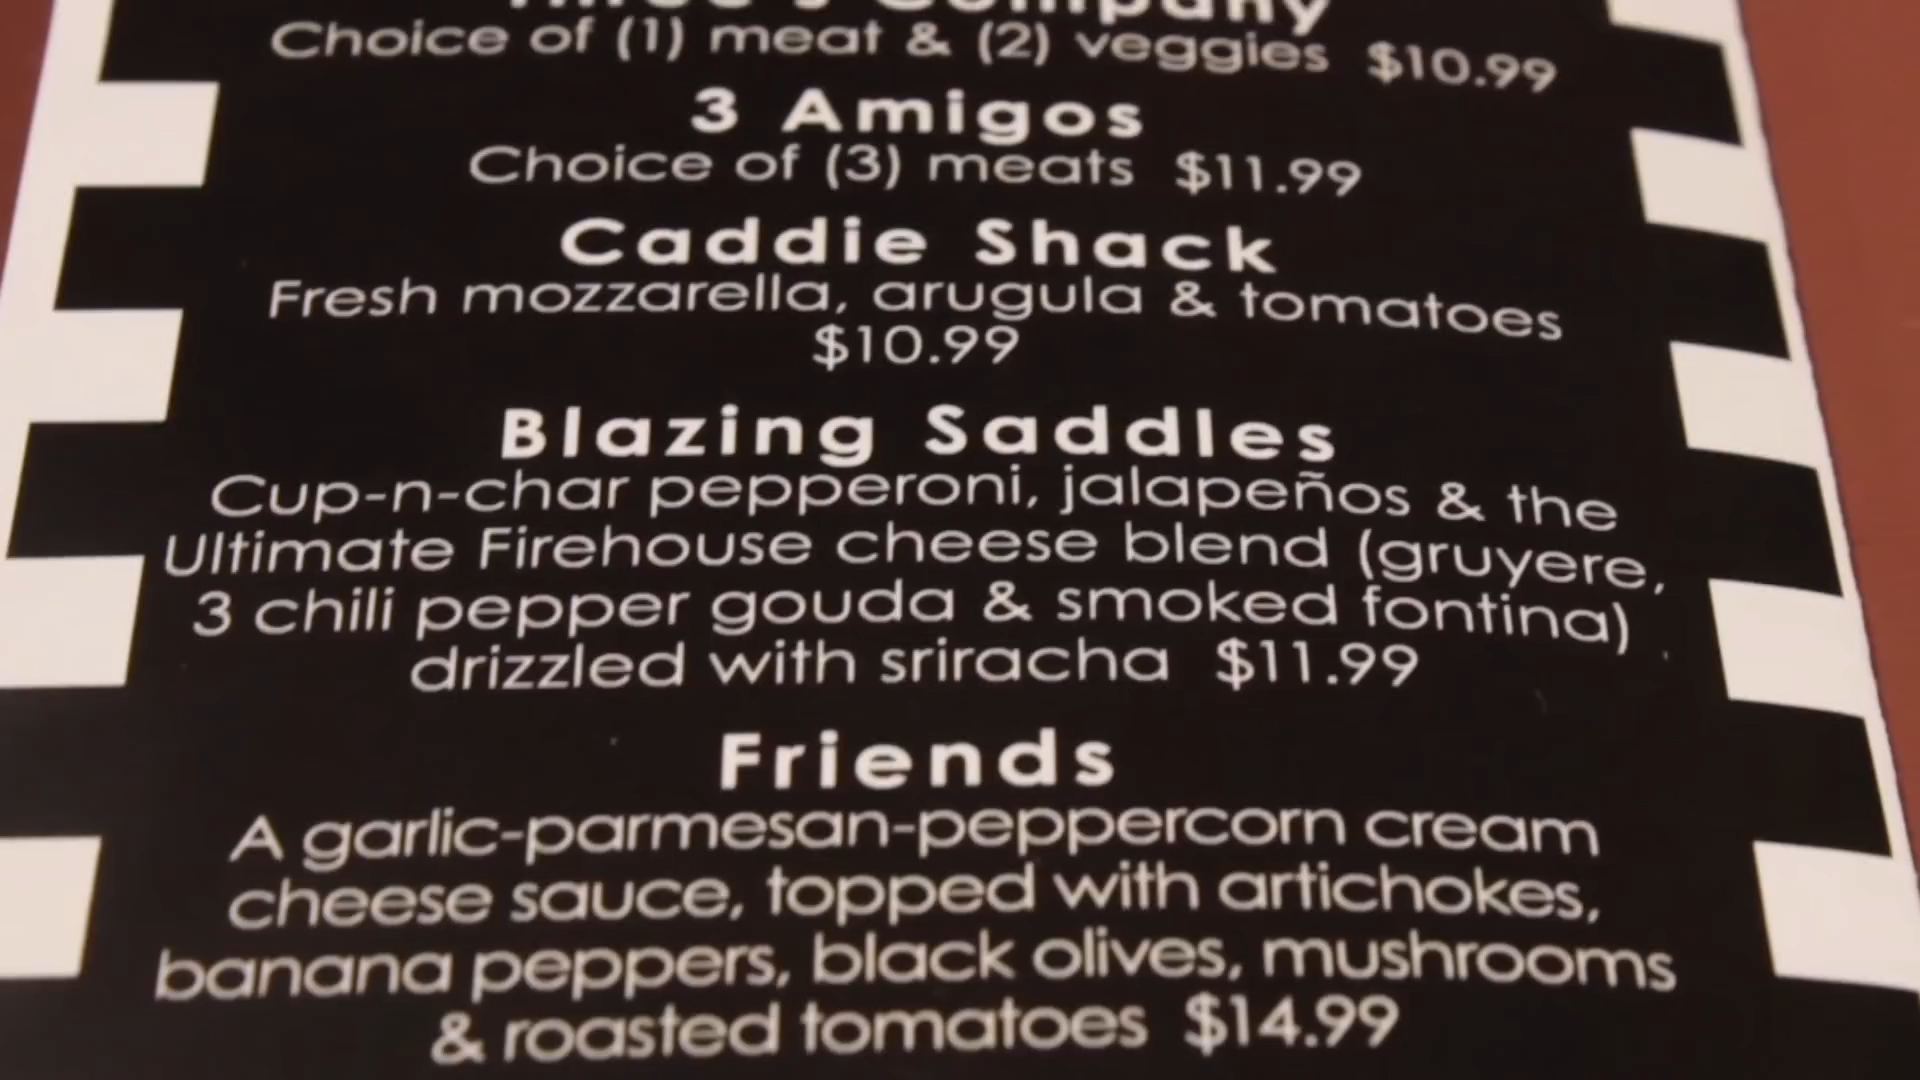 Three's Company
Choice of (1) meat & (2) veggies $10.99
3 Amigos
Choice of (3) meats $11.99
Caddie Shack
Fresh mozzarella, arugula & tomatoes
$10.99
Blazing Saddles
Cup-n-char pepperoni, jalapeños & the
Ultimate Firehouse cheese blend (gruyere,
3 chili pepper gouda & smoked fontina)
drizzled with sriracha $11.99
Friends
A garlic-parmesan-peppercorn cream
cheese sauce, topped with artichokes,
banana peppers, black olives, mushrooms
& roasted tomatoes $14.99